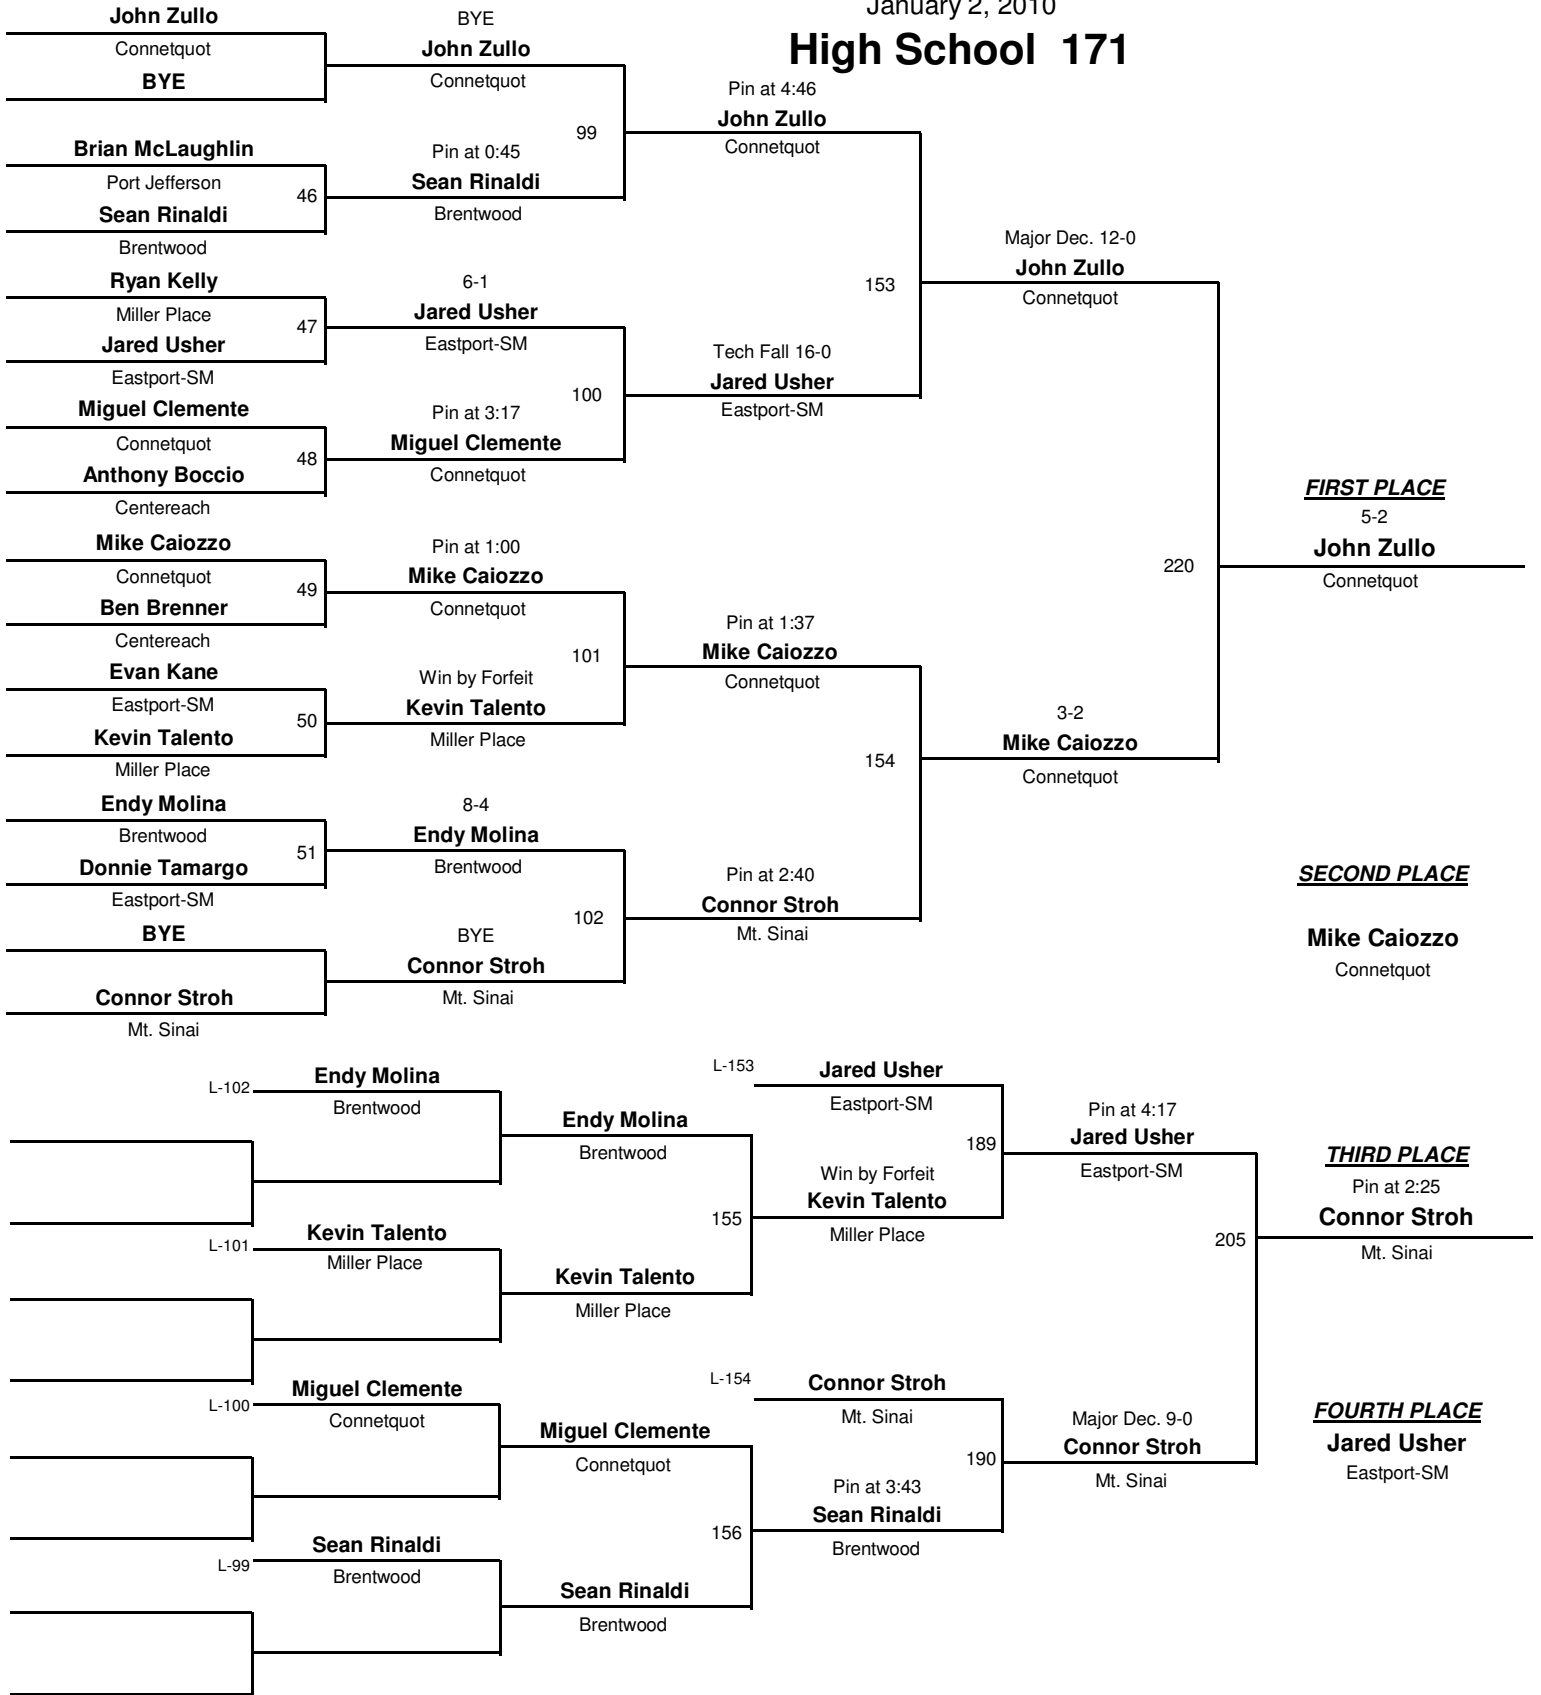 January 2, 2010
High School 171
John Zullo
Connetquot
BYE
Brian McLaughlin
Port Jefferson
46
Sean Rinaldi
Brentwood
Ryan Kelly
Miller Place
47
Jared Usher
Eastport-SM
Miguel Clemente
Connetquot
48
Anthony Boccio
Centereach
Mike Caiozzo
Connetquot
49
Ben Brenner
Centereach
Evan Kane
Eastport-SM
50
Kevin Talento
Miller Place
Endy Molina
Brentwood
51
Donnie Tamargo
Eastport-SM
BYE
Connor Stroh
Mt. Sinai
BYE
John Zullo
Connetquot
99
Pin at 0:45
Sean Rinaldi
Brentwood
6-1
Jared Usher
Eastport-SM
100
Pin at 3:17
Miguel Clemente
Connetquot
Pin at 1:00
Mike Caiozzo
Connetquot
101
Win by Forfeit
Kevin Talento
Miller Place
8-4
Endy Molina
Brentwood
102
BYE
Connor Stroh
Mt. Sinai
Pin at 4:46
John Zullo
Connetquot
153
Tech Fall 16-0
Jared Usher
Eastport-SM
Pin at 1:37
Mike Caiozzo
Connetquot
154
Pin at 2:40
Connor Stroh
Mt. Sinai
Major Dec. 12-0
John Zullo
Connetquot
220
3-2
Mike Caiozzo
Connetquot
FIRST PLACE
5-2
John Zullo
Connetquot
SECOND PLACE
Mike Caiozzo
Connetquot
L-102
Endy Molina
Brentwood
L-101
Kevin Talento
Miller Place
L-100
Miguel Clemente
Connetquot
L-99
Sean Rinaldi
Brentwood
Endy Molina
Brentwood
155
Kevin Talento
Miller Place
Miguel Clemente
Connetquot
156
Sean Rinaldi
Brentwood
L-153
Jared Usher
Eastport-SM
189
Win by Forfeit
Kevin Talento
Miller Place
L-154
Connor Stroh
Mt. Sinai
190
Pin at 3:43
Sean Rinaldi
Brentwood
Pin at 4:17
Jared Usher
Eastport-SM
205
Major Dec. 9-0
Connor Stroh
Mt. Sinai
THIRD PLACE
Pin at 2:25
Connor Stroh
Mt. Sinai
FOURTH PLACE
Jared Usher
Eastport-SM